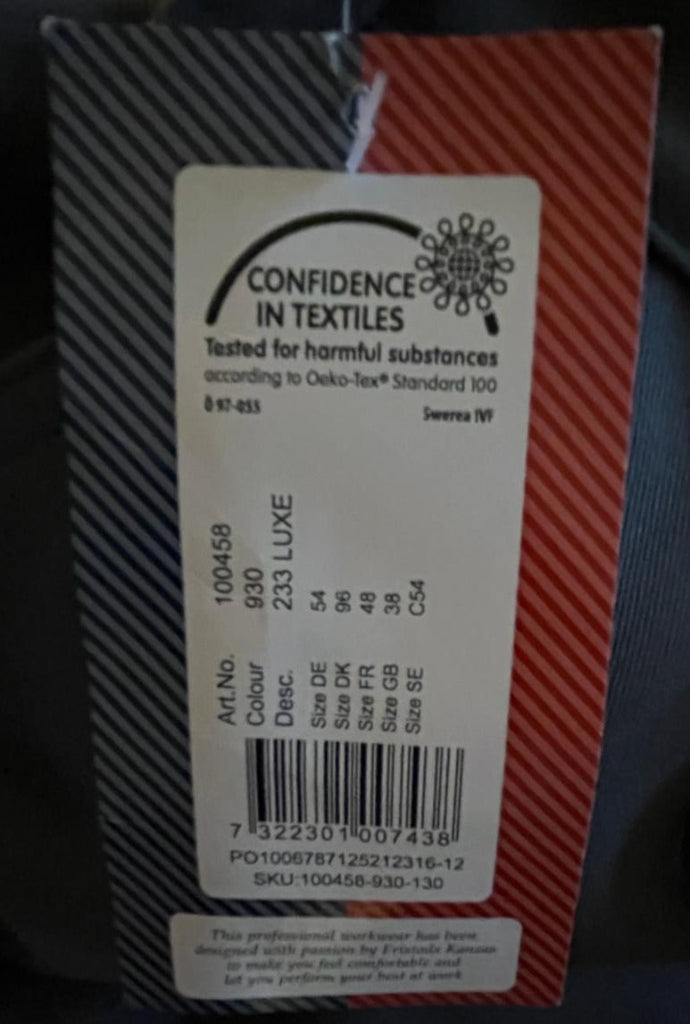 CONFIDENCE
IN TEXTILES
Tested for harmful substances
according to Oeko-Tex® Standard 100
Ö 97-055 Swerea IVF
Art.No. 100458
Colour 930
Desc. 233 LUXE
Size DE 54
Size DK 96
Size FR 48
Size GB 38
Size SE C54
7 322301 007438
PO1006787125212316-12
SKU:100458-930-130
This professional workwear has been
designed with passion by Fristads Kansas
to make you feel comfortable and
let you perform your best at work